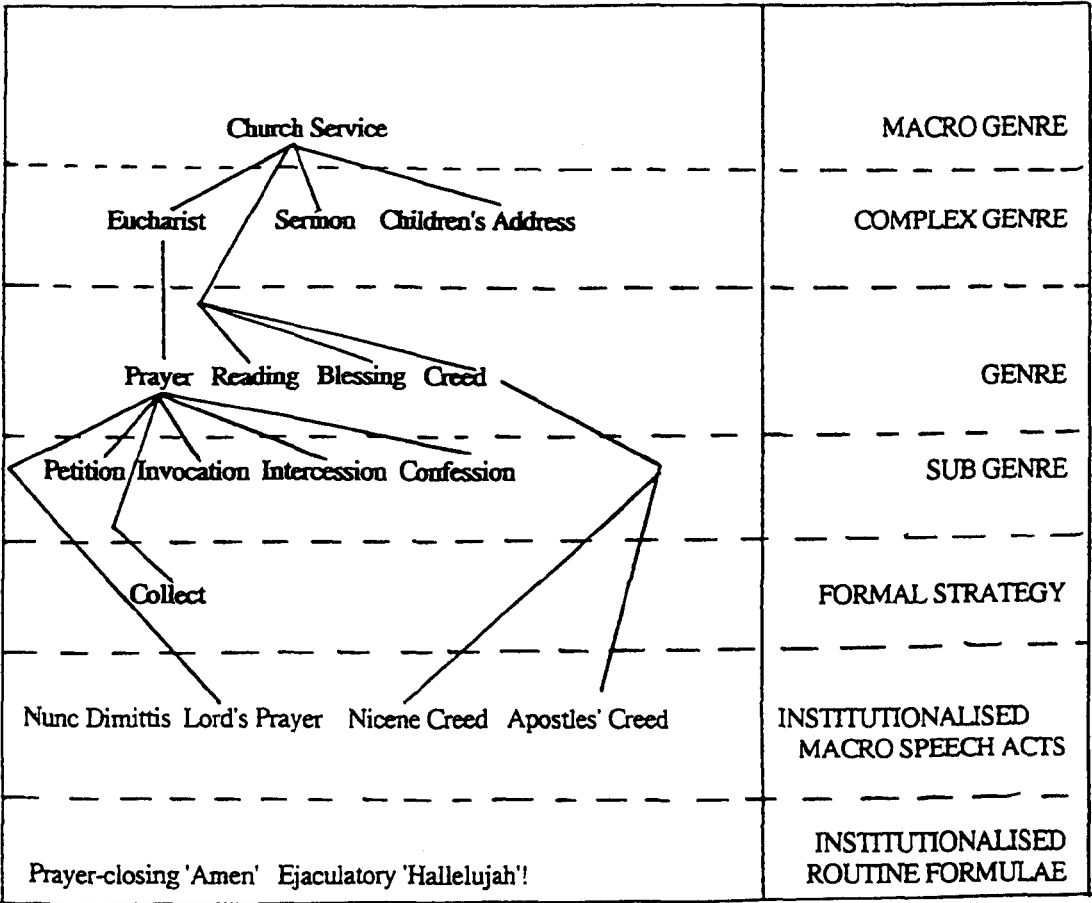 Church Service
MACRO GENRE
Eucharist Sermon Children's Address
COMPLEX GENRE
Prayer Reading Blessing Creed
GENRE
Petition Invocation Intercession Confession
SUB GENRE
Collect
FORMAL STRATEGY
Nunc Dimittis Lord's Prayer Nicene Creed Apostles' Creed
INSTITUTIONALISED
MACRO SPEECH ACTS
Prayer-closing 'Amen' Ejaculatory 'Hallelujah'!
INSTITUTIONALISED
ROUTINE FORMULAE